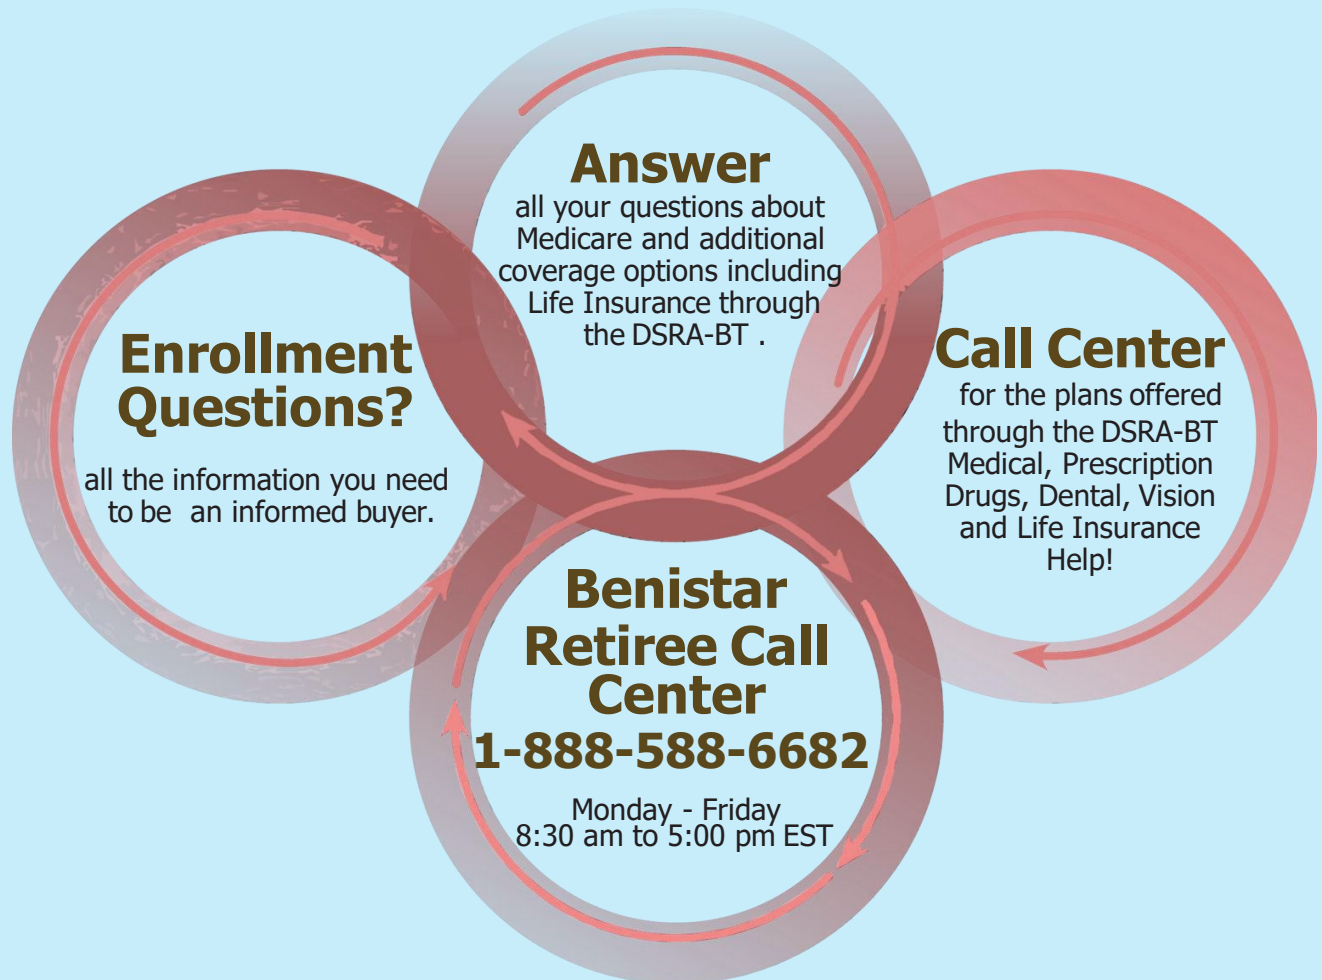 Answer
all your questions about
Medicare and additional
coverage options including
Life Insurance through
the DSRA-BT .
Enrollment
Questions?
all the information you need
to be an informed buyer.
Call Center
for the plans offered
through the DSRA-BT
Medical, Prescription
Drugs, Dental, Vision
and Life Insurance
Help!
Benistar
Retiree Call
Center
1-888-588-6682
Monday - Friday
8:30 am to 5:00 pm EST